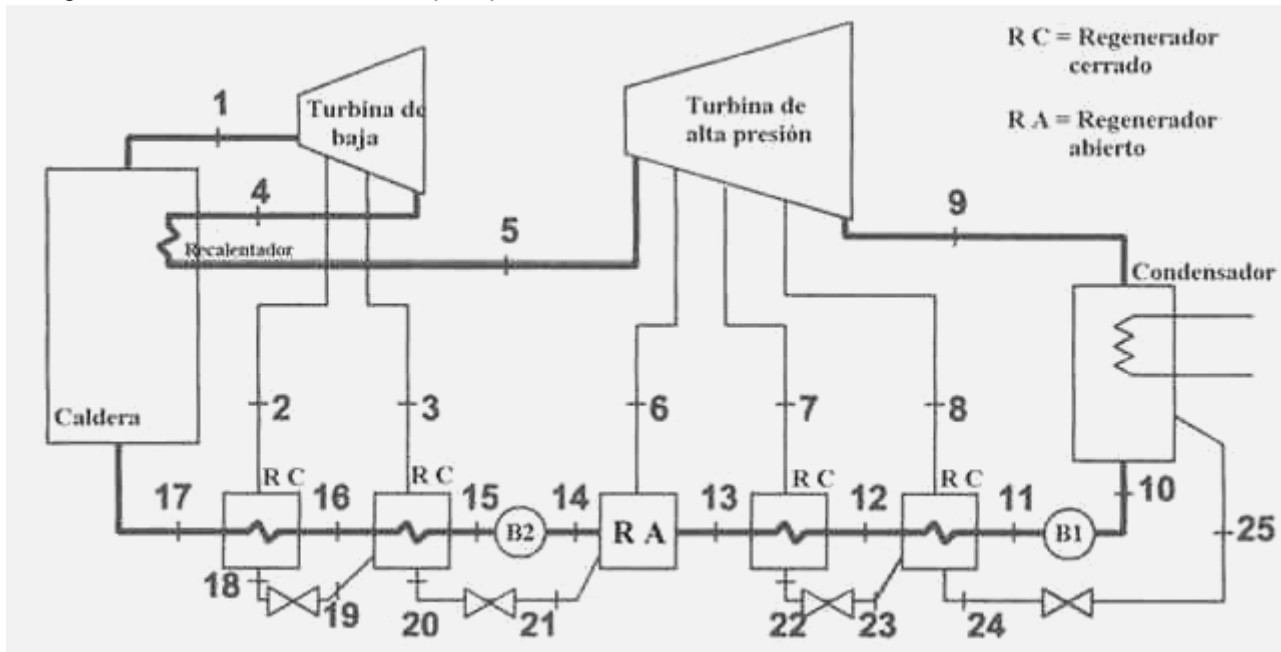 R C = Regenerador
cerrado
R A = Regenerador
abierto
Turbina de
baja
Turbina de
alta presión
1
4
5
9
Recalentador
Condensador
Caldera
2
3
6
7
8
R C
R C
R C
R C
17
16
15
B2
14
R A
13
12
11
B1
10
25
18
19
20
21
22
23
24